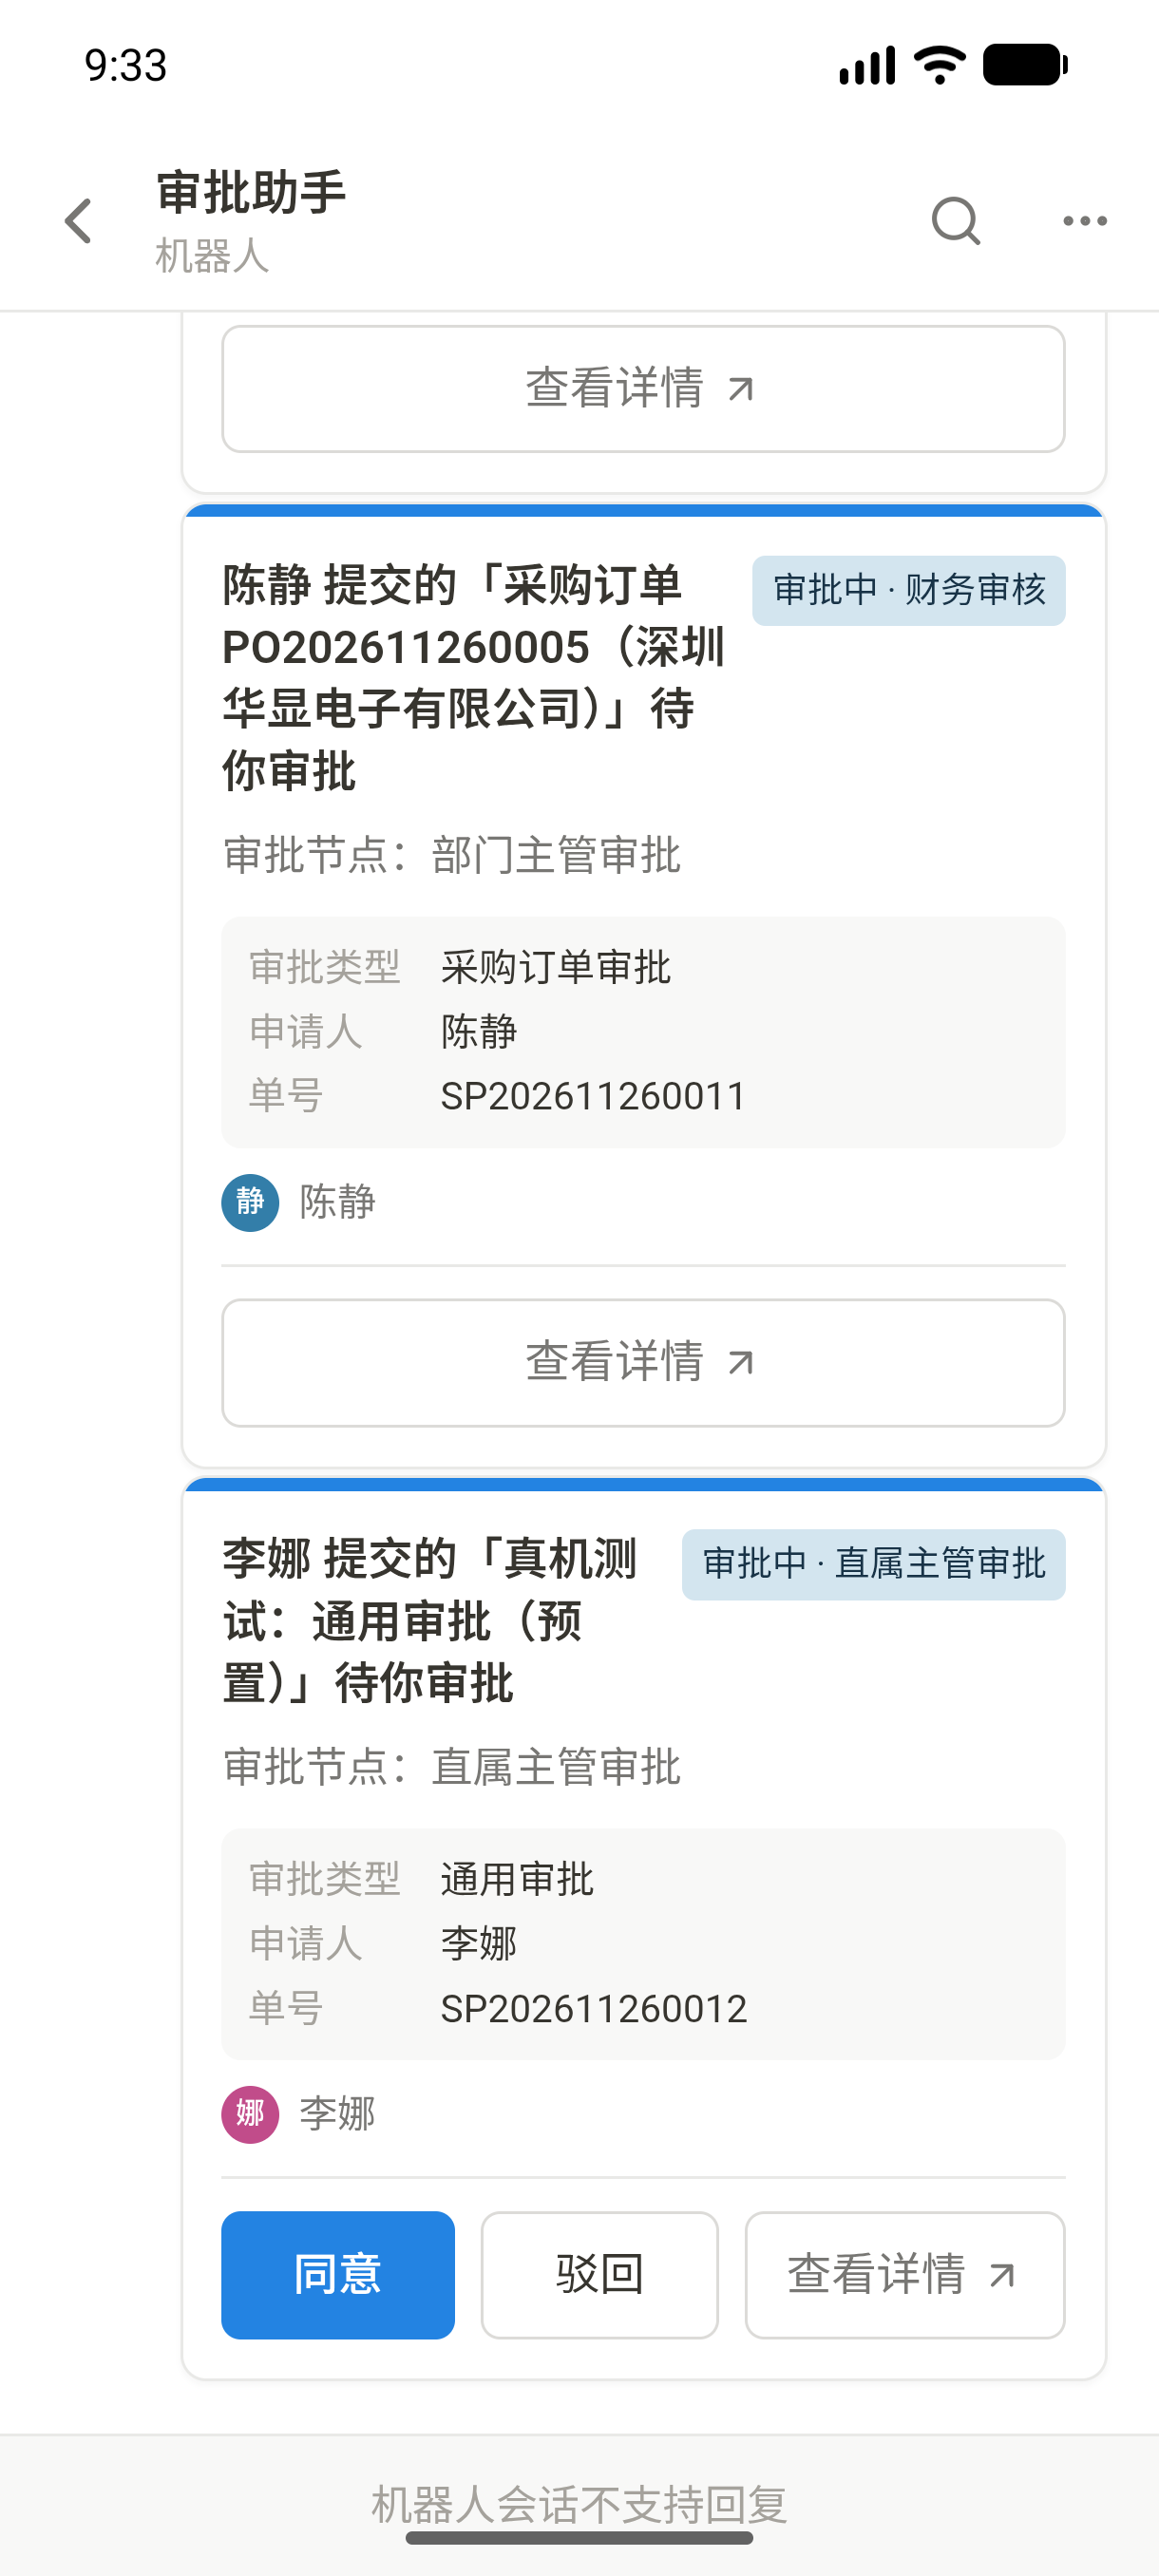 9:33
审批助手
机器人
查看详情
陈静 提交的「采购订单
PO202611260005（深圳
华显电子有限公司）」待
你审批
审批中 · 财务审核
审批节点：部门主管审批
审批类型 采购订单审批
申请人 陈静
单号 SP202611260011
静 陈静
查看详情
李娜 提交的「真机测
试：通用审批（预
置）」待你审批
审批中 · 直属主管审批
审批节点：直属主管审批
审批类型 通用审批
申请人 李娜
单号 SP202611260012
娜 李娜
同意 驳回 查看详情
机器人会话不支持回复